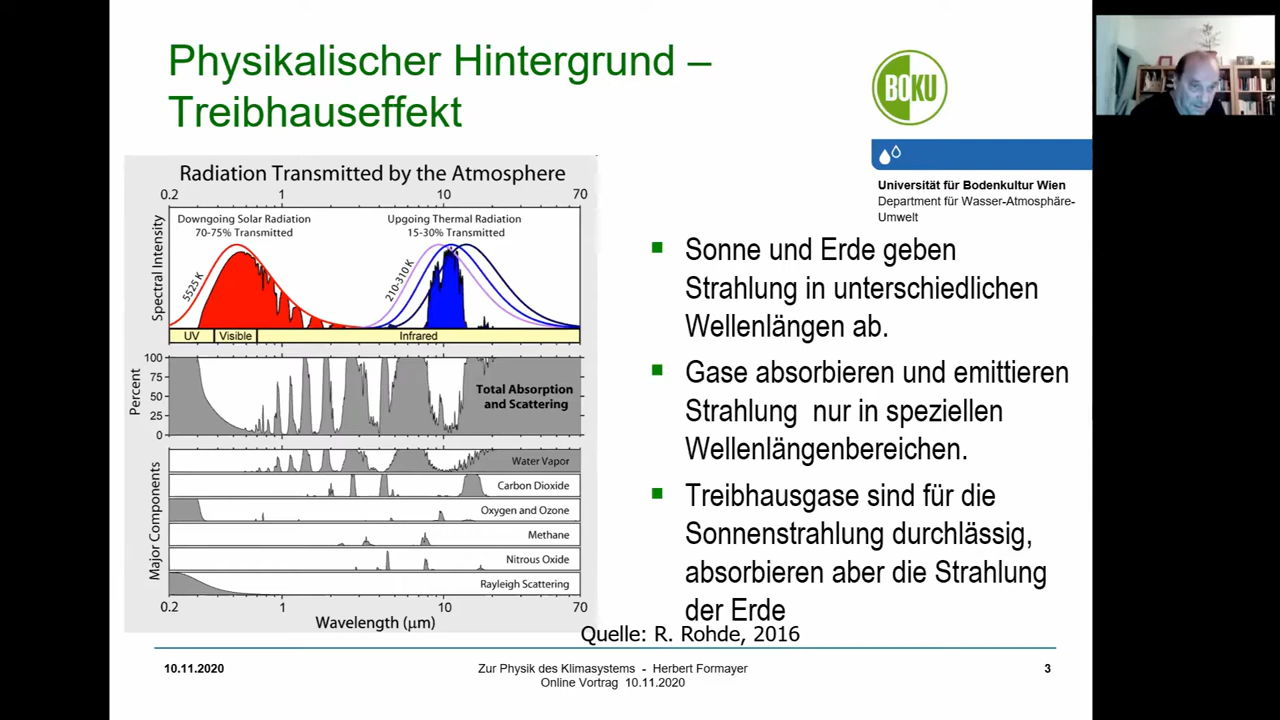 Physikalischer Hintergrund –
Treibhauseffekt
BOKU
Universität für Bodenkultur Wien
Department für Wasser-Atmosphäre-
Umwelt
Radiation Transmitted by the Atmosphere
0.2 1 10 70
Spectral Intensity
Downgoing Solar Radiation
70-75% Transmitted
Upgoing Thermal Radiation
15-30% Transmitted
5525 K
210-310 K
UV Visible Infrared
Percent
100
75
50
25
0
Total Absorption
and Scattering
Major Components
Water Vapor
Carbon Dioxide
Oxygen and Ozone
Methane
Nitrous Oxide
Rayleigh Scattering
0.2 1 10 70
Wavelength (μm)
Sonne und Erde geben
Strahlung in unterschiedlichen
Wellenlängen ab.
Gase absorbieren und emittieren
Strahlung nur in speziellen
Wellenlängenbereichen.
Treibhausgase sind für die
Sonnenstrahlung durchlässig,
absorbieren aber die Strahlung
der Erde
Quelle: R. Rohde, 2016
10.11.2020
Zur Physik des Klimasystems - Herbert Formayer
Online Vortrag 10.11.2020
3